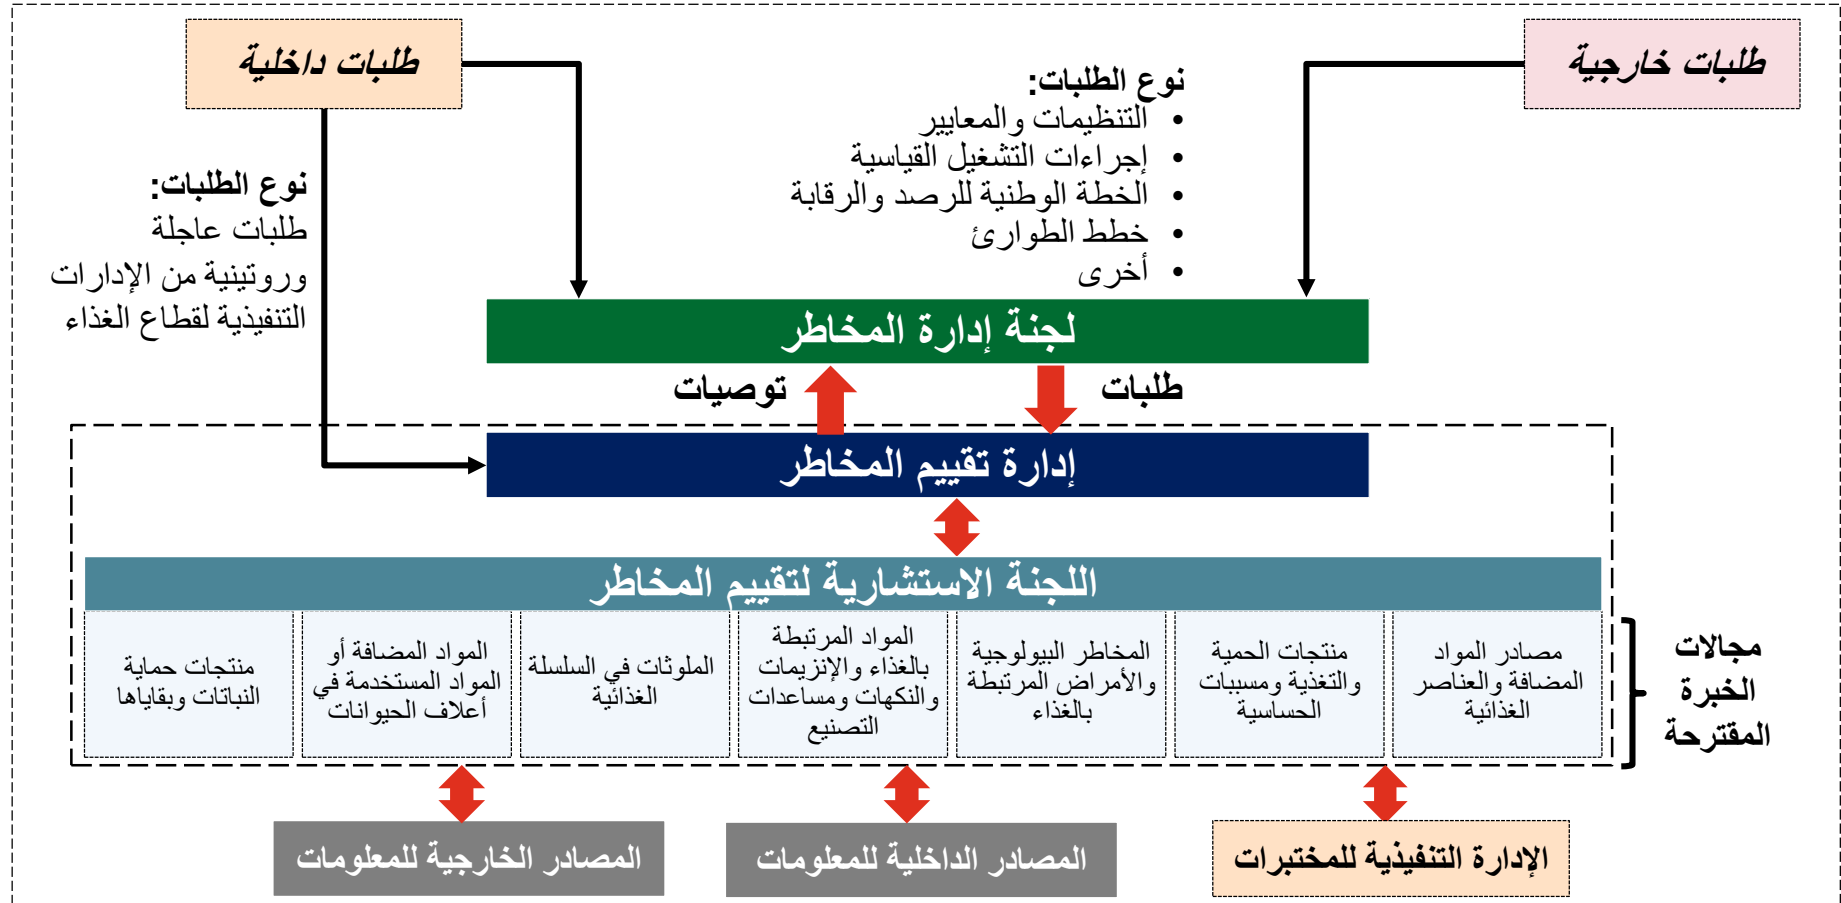 طلبات خارجية
طلبات داخلية
نوع الطلبات:
• التنظيمات والمعايير
• إجراءات التشغيل القياسية
• الخطة الوطنية للرصد والرقابة
• خطط الطوارئ
• أخرى
نوع الطلبات:
طلبات عاجلة
وروتينية من الإدارات
التنفيذية لقطاع الغذاء
لجنة إدارة المخاطر
طلبات
توصيات
إدارة تقييم المخاطر
اللجنة الاستشارية لتقييم المخاطر
مجالات
الخبرة
المقترحة
مصادر المواد
المضافة والعناصر
الغذائية
منتجات الحمية
والتغذية ومسببات
الحساسية
المخاطر البيولوجية
والأمراض المرتبطة
بالغذاء
المواد المرتبطة
بالغذاء والإنزيمات
والنكهات ومساعدات
التصنيع
الملوثات في السلسلة
الغذائية
المواد المضافة أو
المواد المستخدمة في
أعلاف الحيوانات
منتجات حماية
النباتات وبقاياها
الإدارة التنفيذية للمختبرات
المصادر الداخلية للمعلومات
المصادر الخارجية للمعلومات